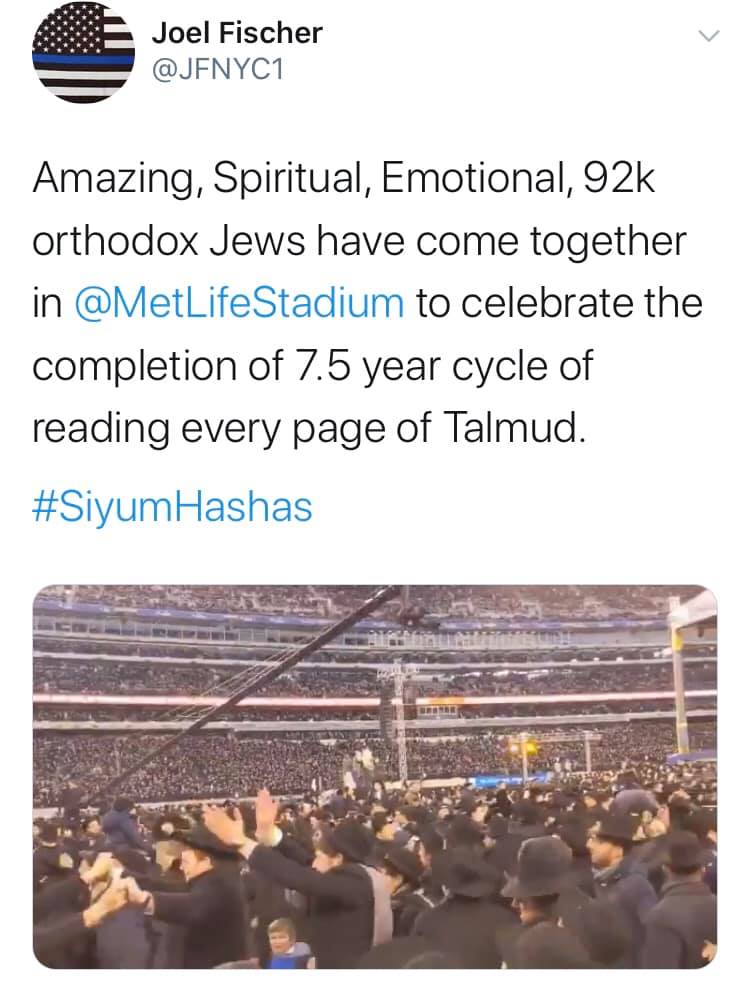 Joel Fischer
@JFNYC1
Amazing, Spiritual, Emotional, 92k
orthodox Jews have come together
in @MetLifeStadium to celebrate the
completion of 7.5 year cycle of
reading every page of Talmud.
#SiyumHashas